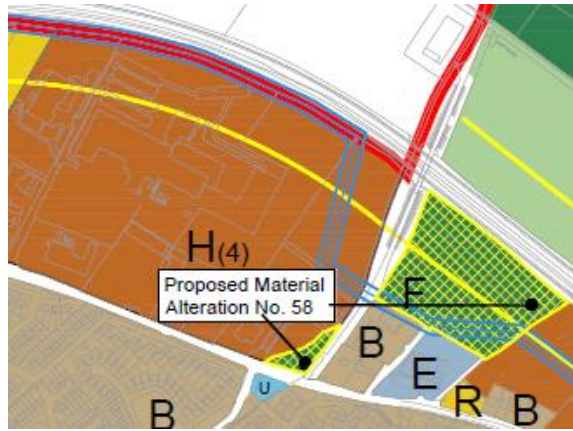 H(4)
Proposed Material
Alteration No. 58
F
B
E
U
R
B
B